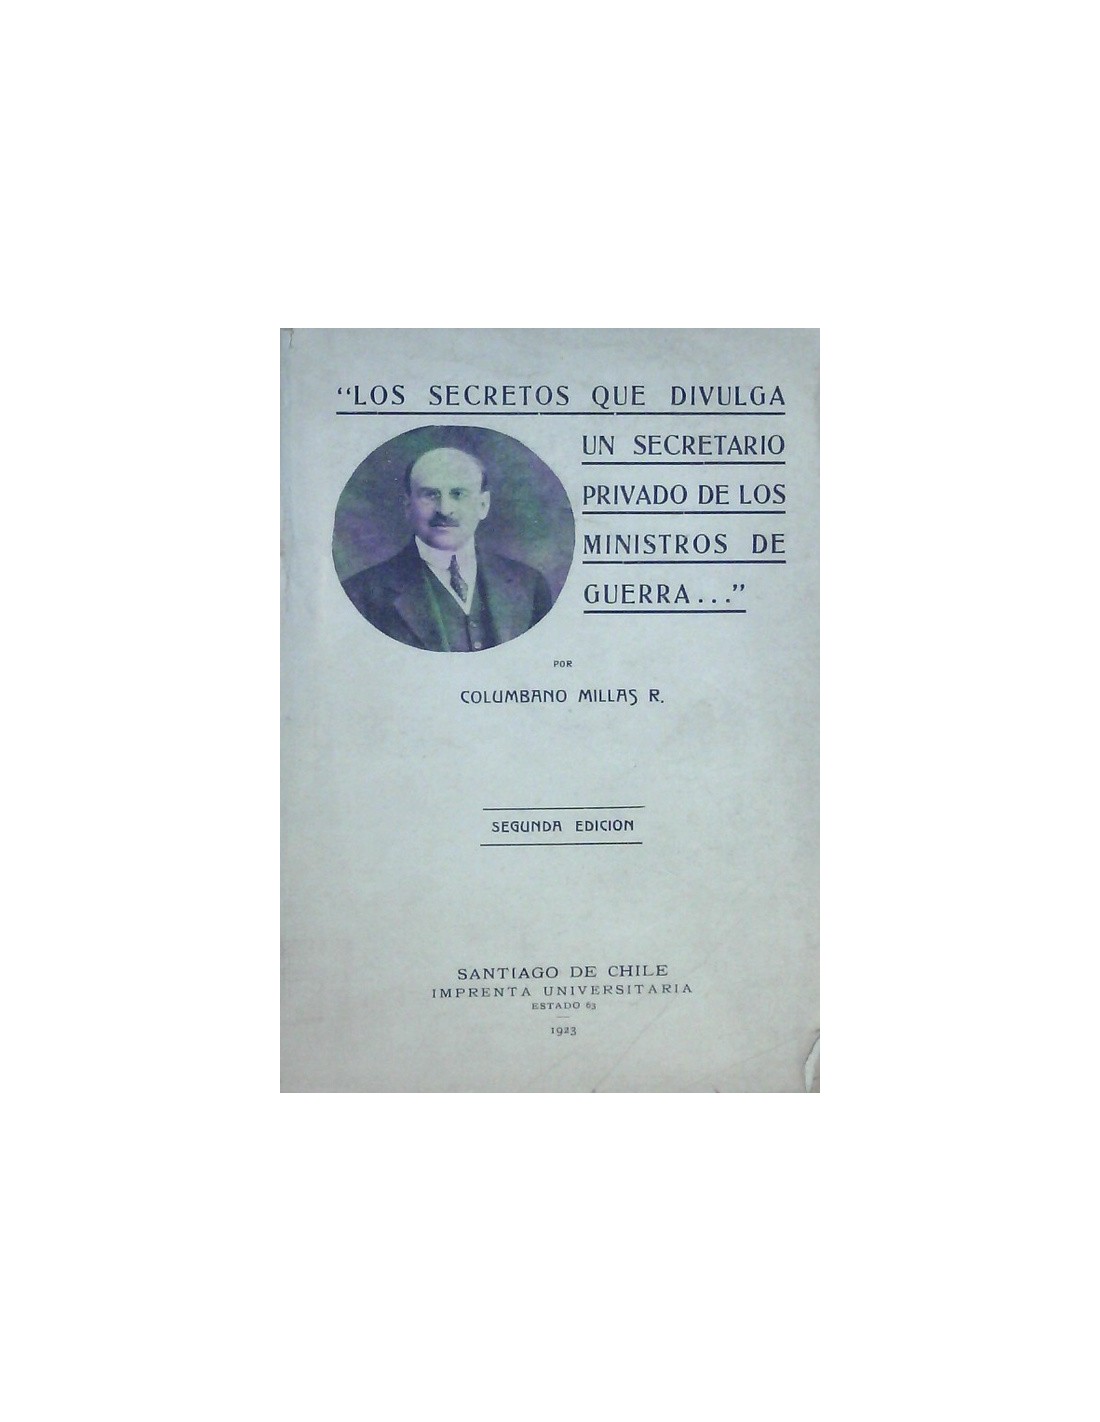 “LOS SECRETOS QUE DIVULGA
UN SECRETARIO
PRIVADO DE LOS
MINISTROS DE
GUERRA...”
POR
COLUMBANO MILLAS R.
SEGUNDA EDICION
SANTIAGO DE CHILE
IMPRENTA UNIVERSITARIA
ESTADO 63
1923